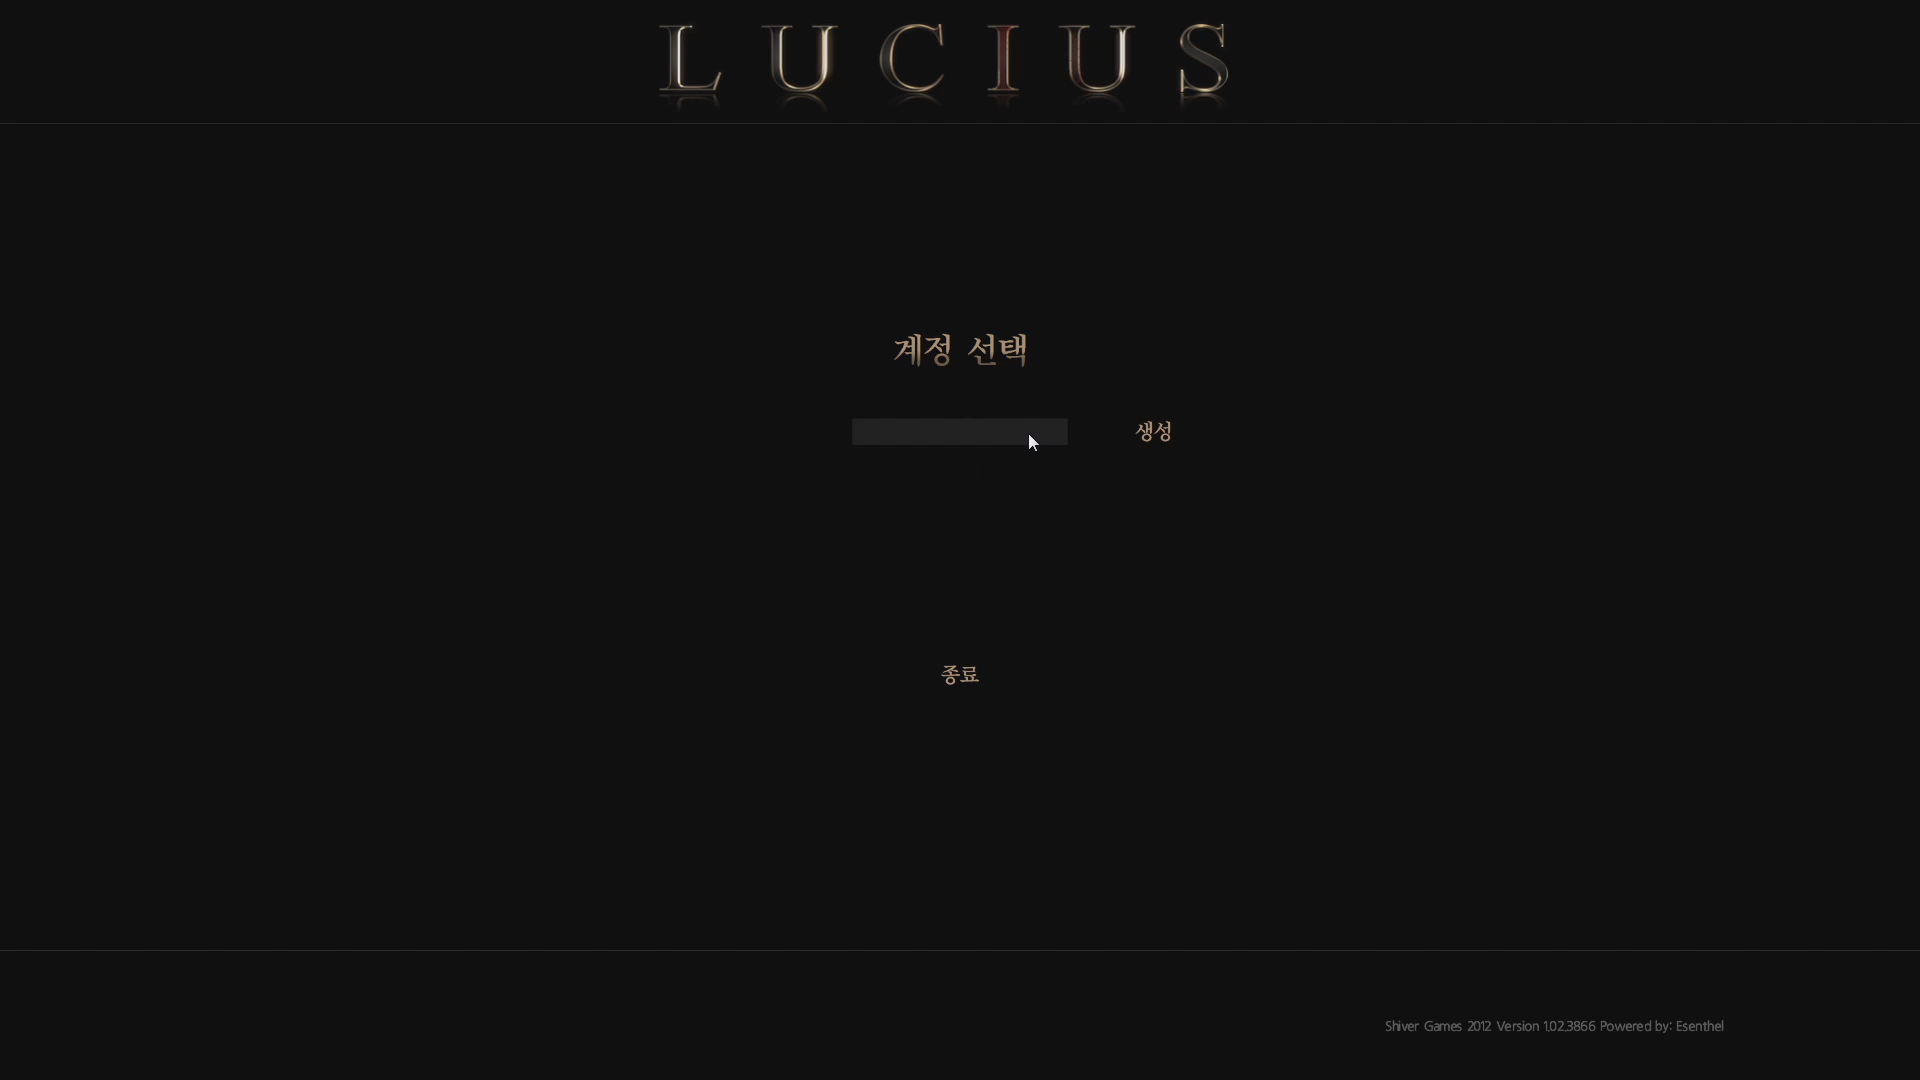 LUCIUS
계정 선택
생성
종료
Shiver Games 2012 Version 1.02.3866 Powered by: Esenthel